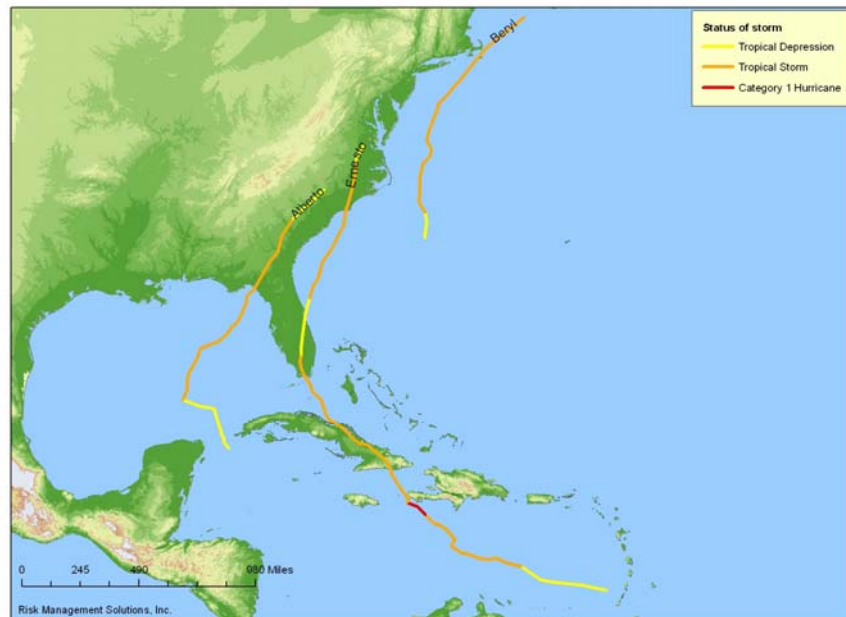 Beryl
Status of storm
Tropical Depression
Tropical Storm
Category 1 Hurricane
Ernesto
Alberto
0 245 490 980 Miles
Risk Management Solutions, Inc.